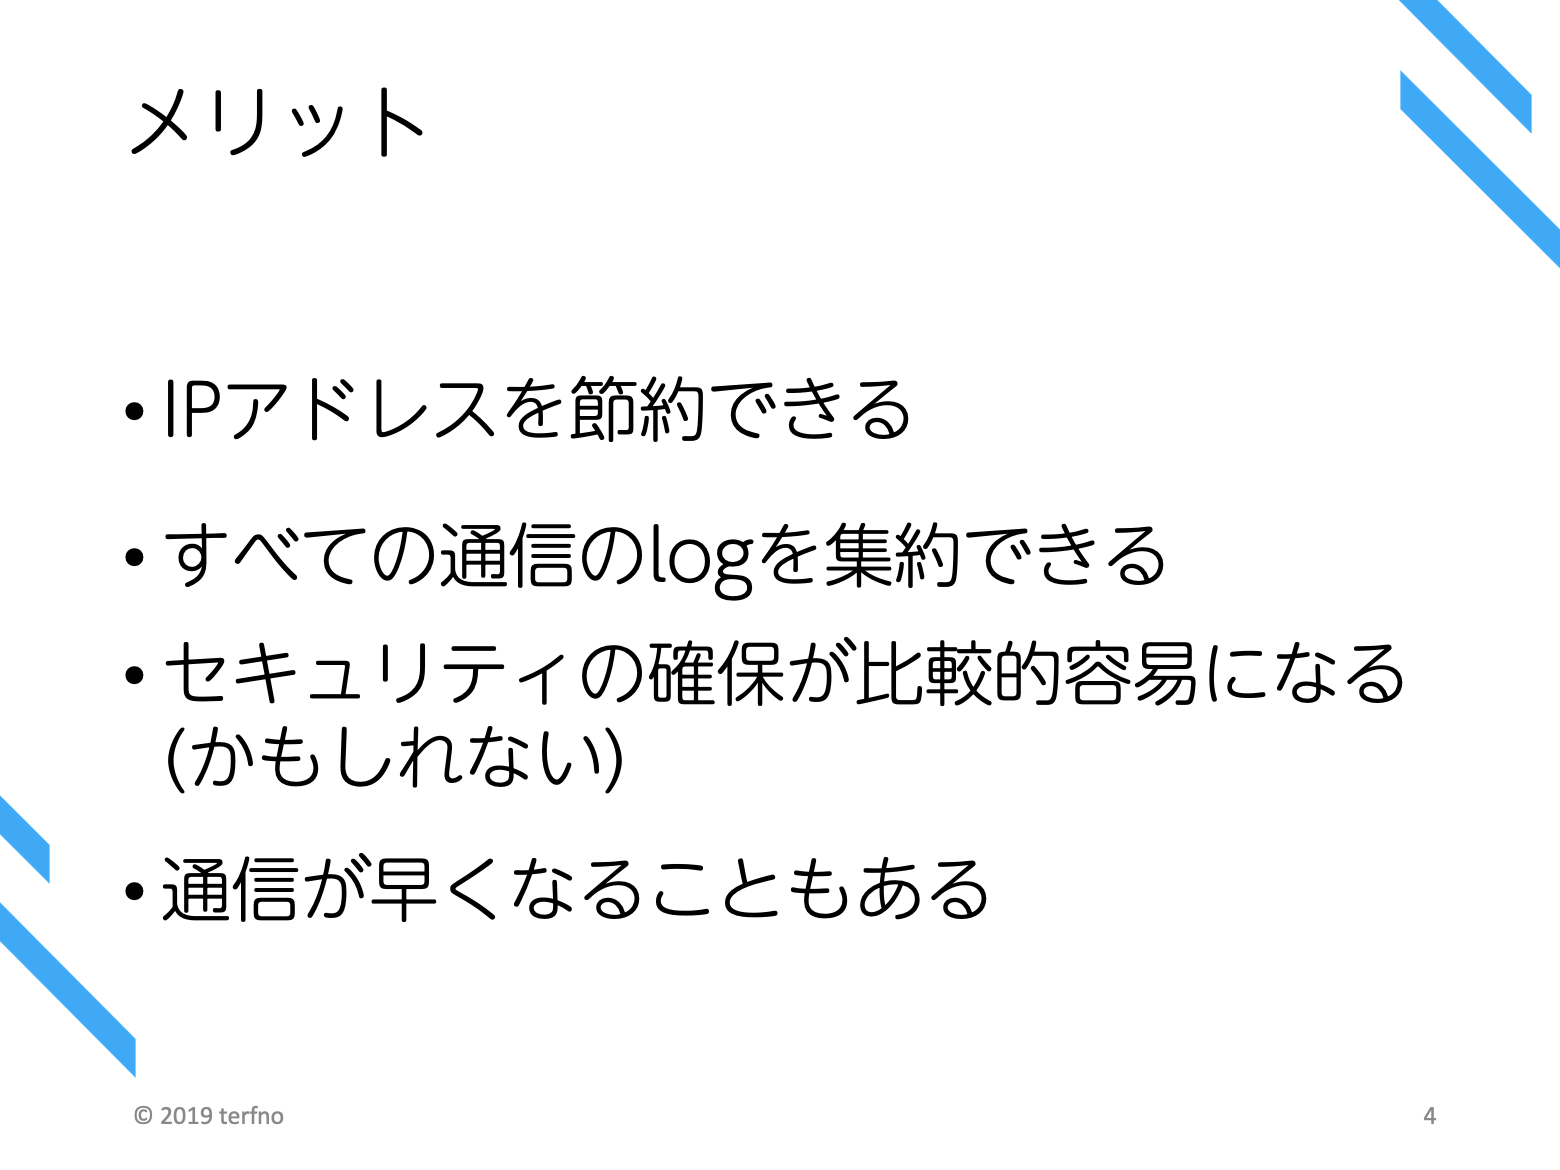 メリット
• IPアドレスを節約できる
• すべての通信のlogを集約できる
• セキュリティの確保が比較的容易になる
(かもしれない)
• 通信が早くなることもある
© 2019 terfno
4